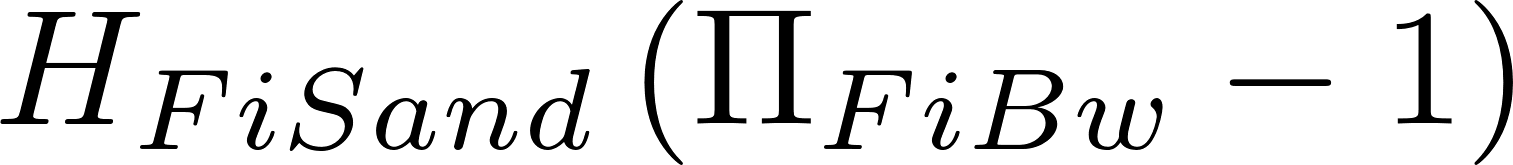 H_{FiSand} (Π_{FiBw} − 1)